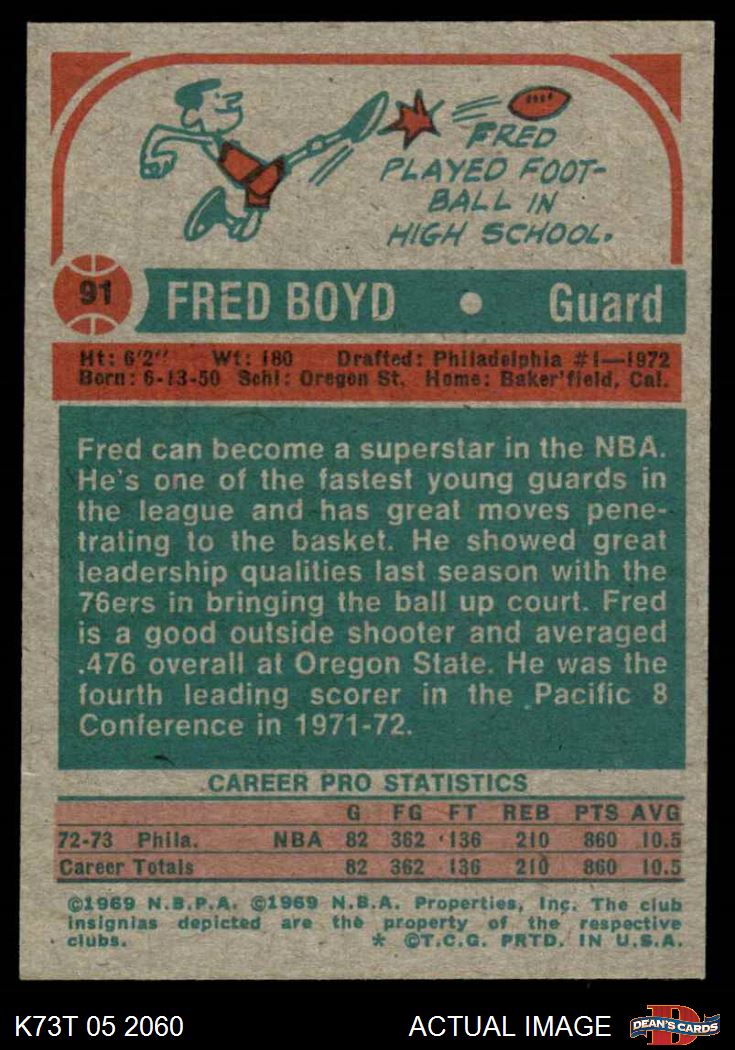 FRED
PLAYED FOOT-
BALL IN
HIGH SCHOOL.
91 FRED BOYD • Guard
Ht: 6'2" Wt: 180 Drafted: Philadelphia #1—1972
Born: 6-13-50 Schl: Oregon St. Home: Baker'field, Cal.
Fred can become a superstar in the NBA.
He's one of the fastest young guards in
the league and has great moves pene-
trating to the basket. He showed great
leadership qualities last season with the
76ers in bringing the ball up court. Fred
is a good outside shooter and averaged
.476 overall at Oregon State. He was the
fourth leading scorer in the Pacific 8
Conference in 1971-72.
CAREER PRO STATISTICS
G FG FT REB PTS AVG
72-73 Phila. NBA 82 362 136 210 860 10.5
Career Totals 82 362 136 210 860 10.5
©1969 N.B.P.A. ©1969 N.B.A. Properties, Inc. The club
insignias depicted are the property of the respective
clubs. * ©T.C.G. PRTD. IN U.S.A.
K73T 05 2060 ACTUAL IMAGE D DEAN'S CARDS